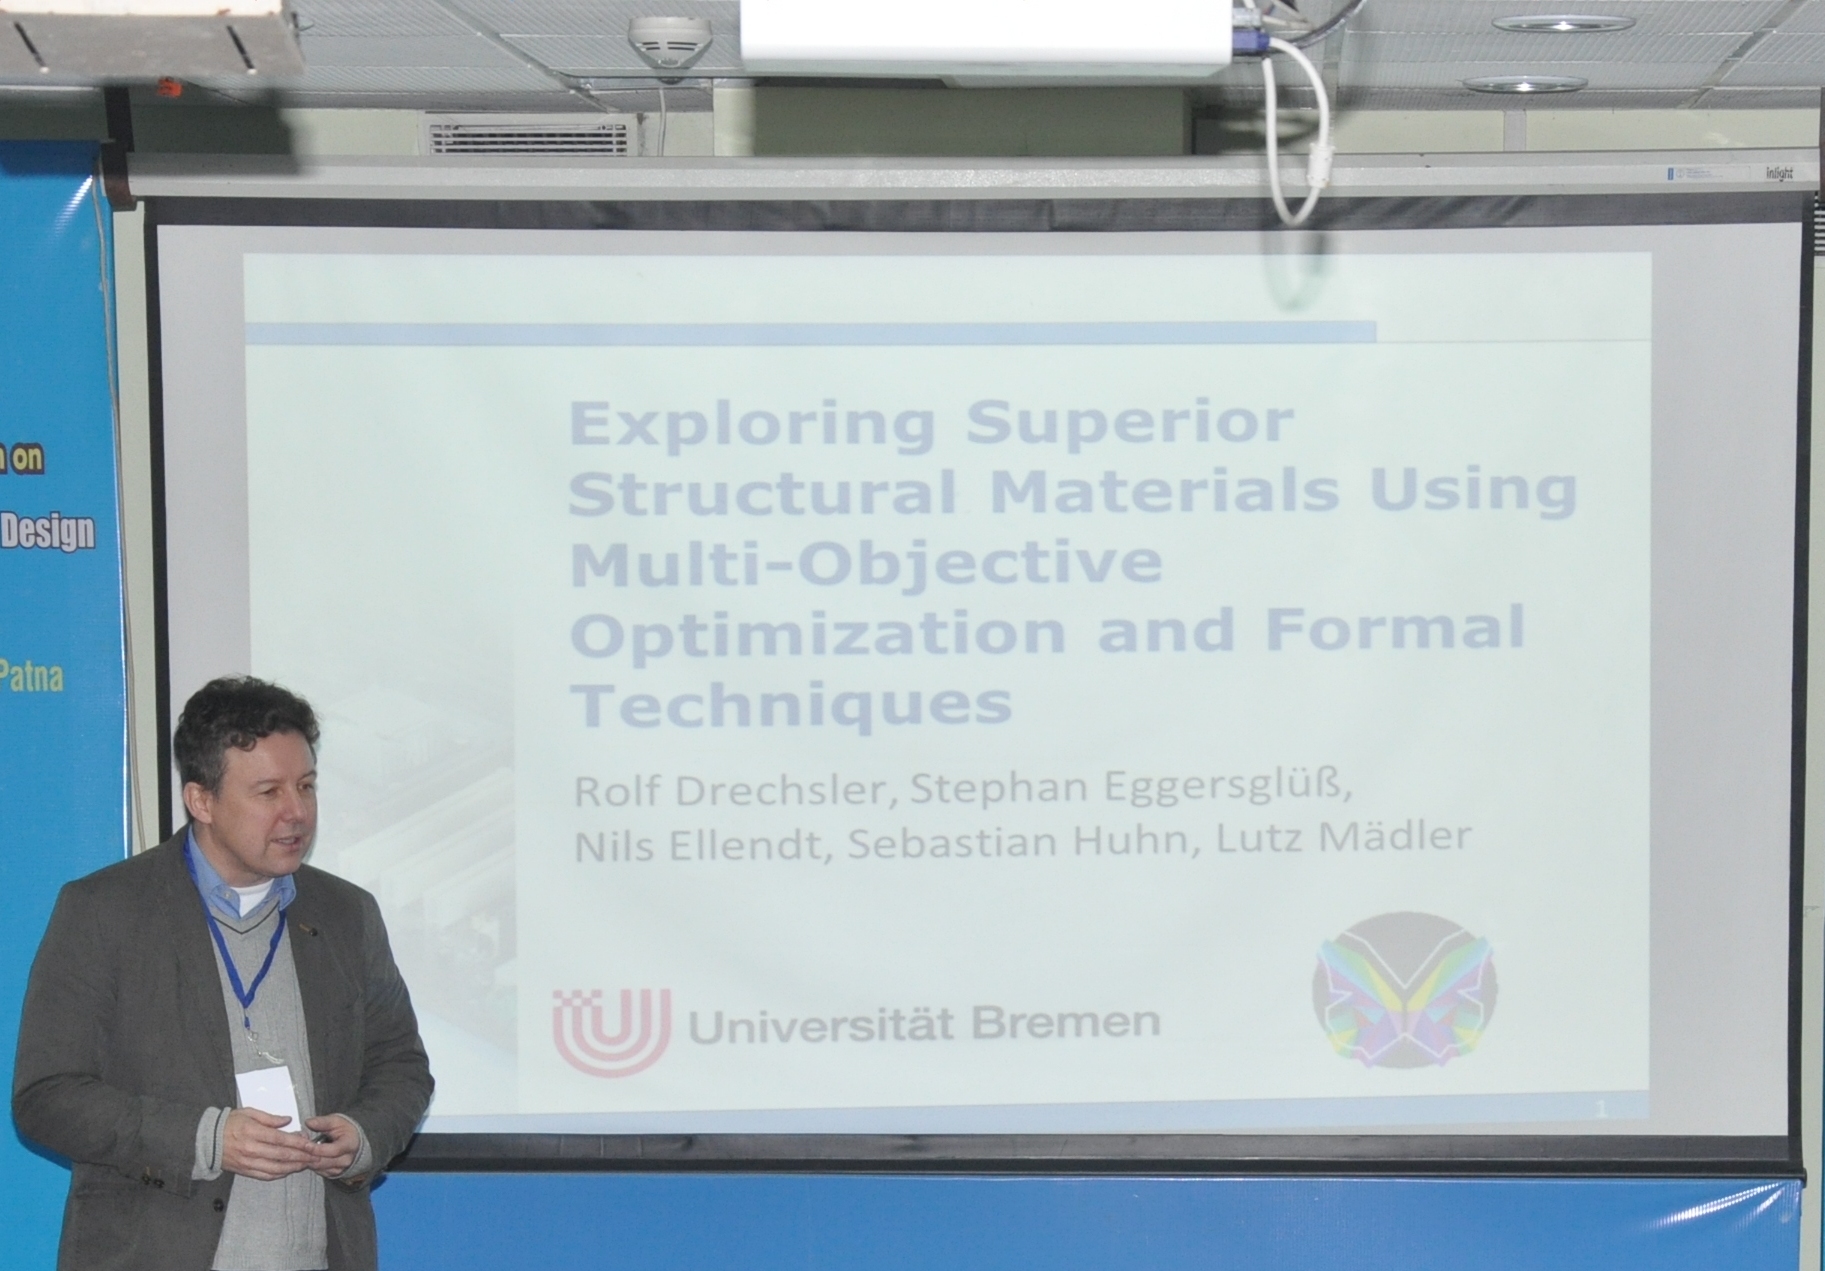 inlight
on
Design
Patna
Exploring Superior
Structural Materials Using
Multi-Objective
Optimization and Formal
Techniques
Rolf Drechsler, Stephan Eggersglüß,
Nils Ellendt, Sebastian Huhn, Lutz Mädler
Universität Bremen
1